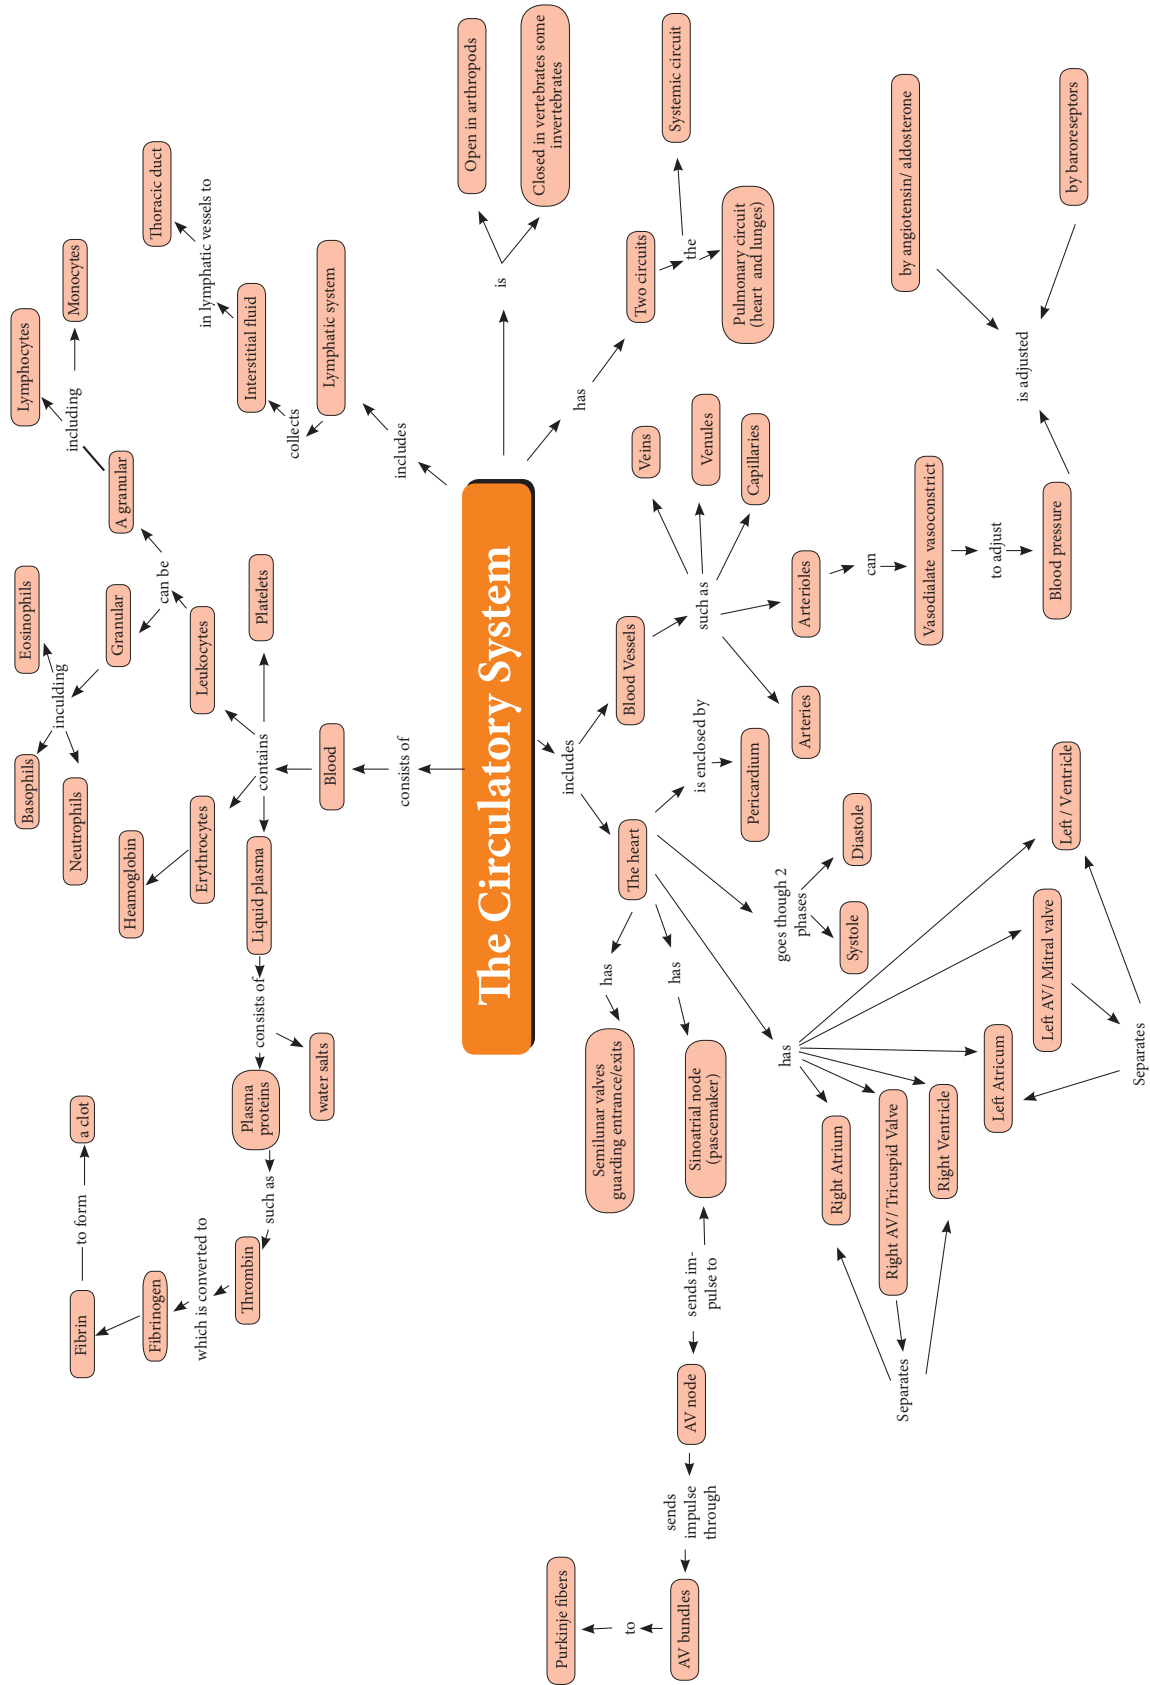 Lymphocytes
Monocytes
including
A granular
Eosinophils
Granular
can be
inculding
Basophils
Neutrophils
Leukocytes
Platelets
Heamoglobin
Erythrocytes
contains
Blood
consists of
Liquid plasma
consists of
water salts
Plasma
proteins
such as
Thrombin
which is converted to
Fibrinogen
Fibrin
to form
a clot
Thoracic duct
in lymphatic vessels to
Interstitial fluid
collects
Lymphatic system
includes
Open in arthropods
Closed in vertebrates some
invertebrates
is
has
Two circuits
the
Systemic circuit
Pulmonary circuit
(heart and lunges)
The Circulatory System
includes
Blood Vessels
such as
Veins
Venules
Capillaries
Arterioles
Arteries
can
Vasodialate vasoconstrict
to adjust
Blood pressure
is adjusted
by angiotensin/ aldosterone
by baroreseptors
The heart
is enclosed by
Pericardium
goes though 2
phases
Diastole
Systole
has
Semilunar valves
guarding entrance/exits
has
Sinoatrial node
(pascemaker)
sends im-
pulse to
AV node
sends
impulse
through
AV bundles
to
Purkinje fibers
has
Right Atrium
Right AV/ Tricuspid Valve
Right Ventricle
Separates
Left Atricum
Left AV/ Mitral valve
Left / Ventricle
Separates